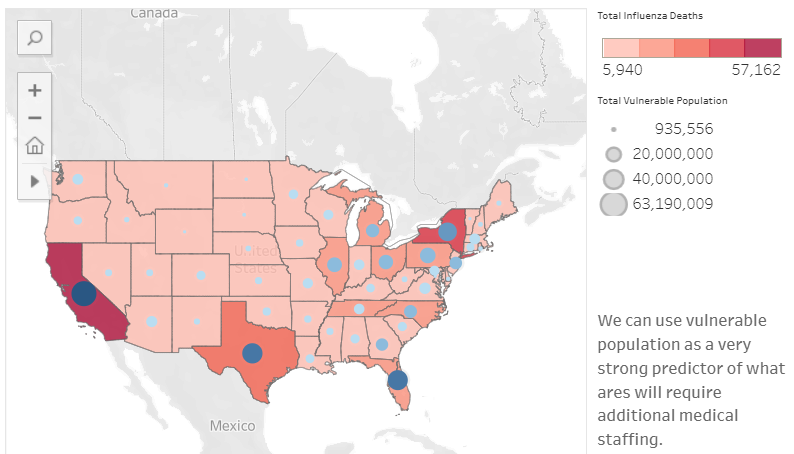 Canada
United
States
Mexico
Total Influenza Deaths
5,940 57,162
Total Vulnerable Population
935,556
20,000,000
40,000,000
63,190,009
We can use vulnerable
population as a very
strong predictor of what
ares will require
additional medical
staffing.